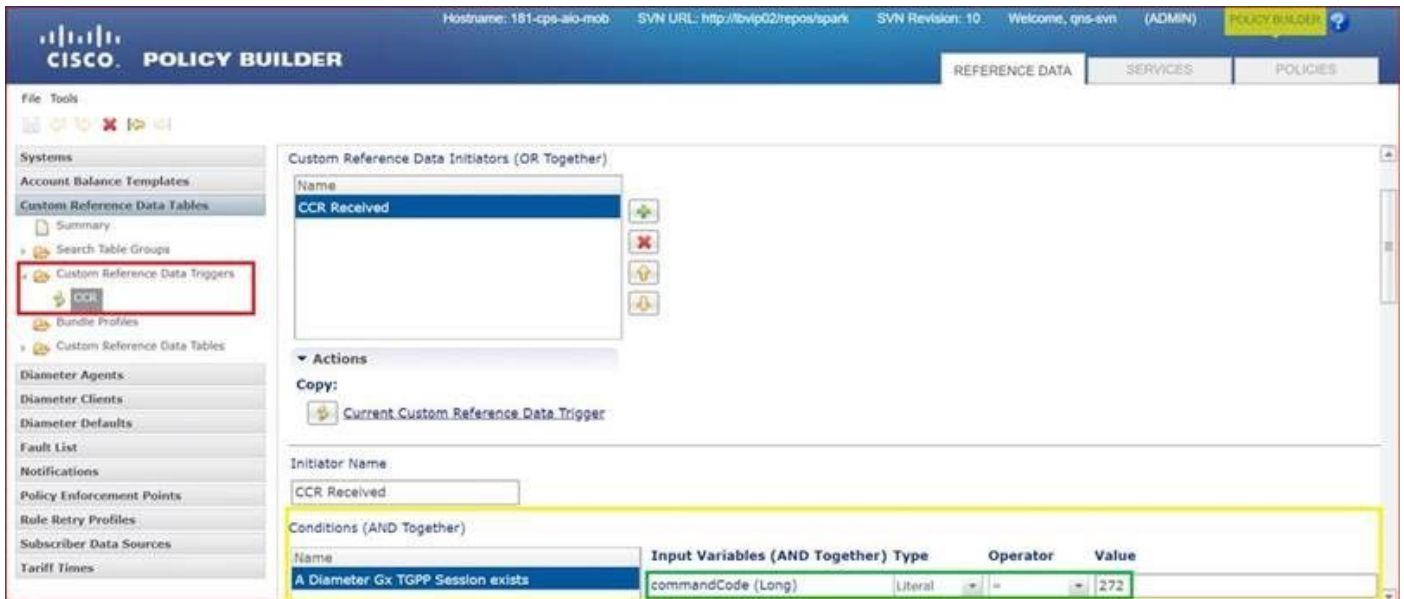 Hostname: 181-cps-aio-mob SVN URL: http://lbvip02/repos/spark SVN Revision: 10 Welcome, qns-svn (ADMIN) POLICY BUILDER ?
CISCO. POLICY BUILDER
REFERENCE DATA SERVICES POLICIES
File Tools
Systems
Account Balance Templates
Custom Reference Data Tables
Summary
Search Table Groups
Custom Reference Data Triggers
CCR
Bundle Profiles
Custom Reference Data Tables
Diameter Agents
Diameter Clients
Diameter Defaults
Fault List
Notifications
Policy Enforcement Points
Rule Retry Profiles
Subscriber Data Sources
Tariff Times
Custom Reference Data Initiators (OR Together)
Name
CCR Received
Actions
Copy:
Current Custom Reference Data Trigger
Initiator Name
CCR Received
Conditions (AND Together)
Name
A Diameter Gx TGPP Session exists
Input Variables (AND Together) Type Operator Value
commandCode (Long) Literal = 272